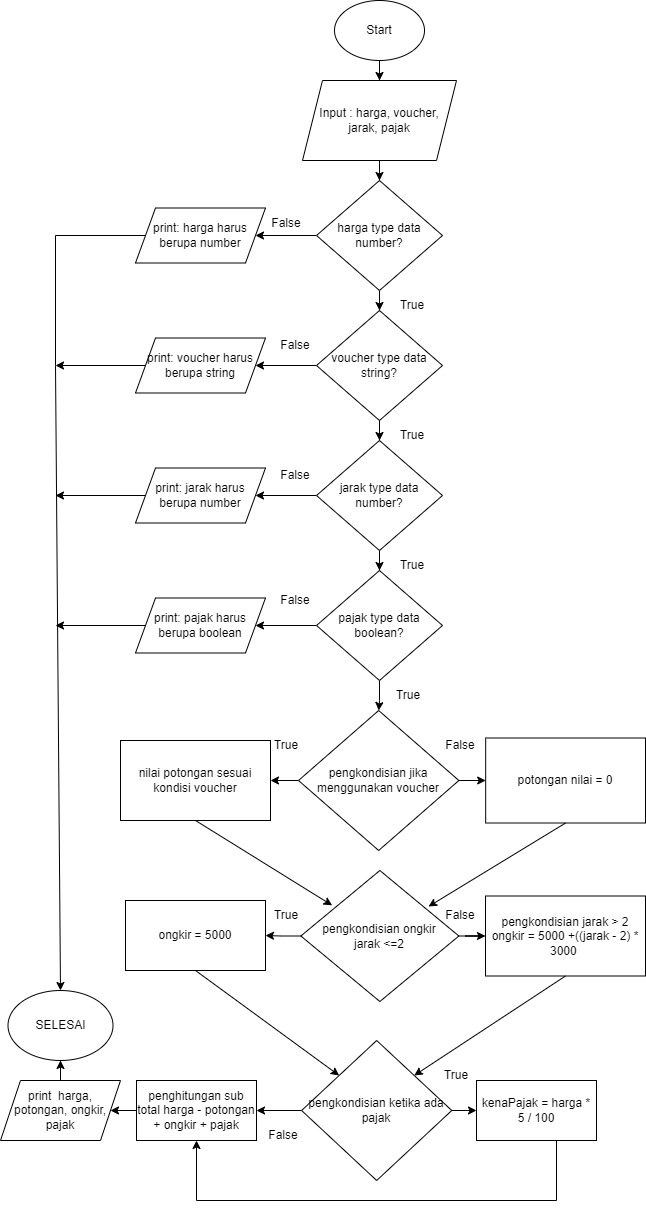 Start
Input : harga, voucher,
jarak, pajak
harga type data
number?
False
print: harga harus
berupa number
True
voucher type data
string?
False
print: voucher harus
berupa string
True
jarak type data
number?
False
print: jarak harus
berupa number
True
pajak type data
boolean?
False
print: pajak harus
berupa boolean
True
pengkondisian jika
menggunakan voucher
True
nilai potongan sesuai
kondisi voucher
False
potongan nilai = 0
pengkondisian ongkir
jarak <=2
True
ongkir = 5000
False
pengkondisian jarak > 2
ongkir = 5000 +((jarak - 2) *
3000
SELESAI
pengkondisian ketika ada
pajak
True
kenaPajak = harga *
5 / 100
False
penghitungan sub
total harga - potongan
+ ongkir + pajak
print  harga,
potongan, ongkir,
pajak